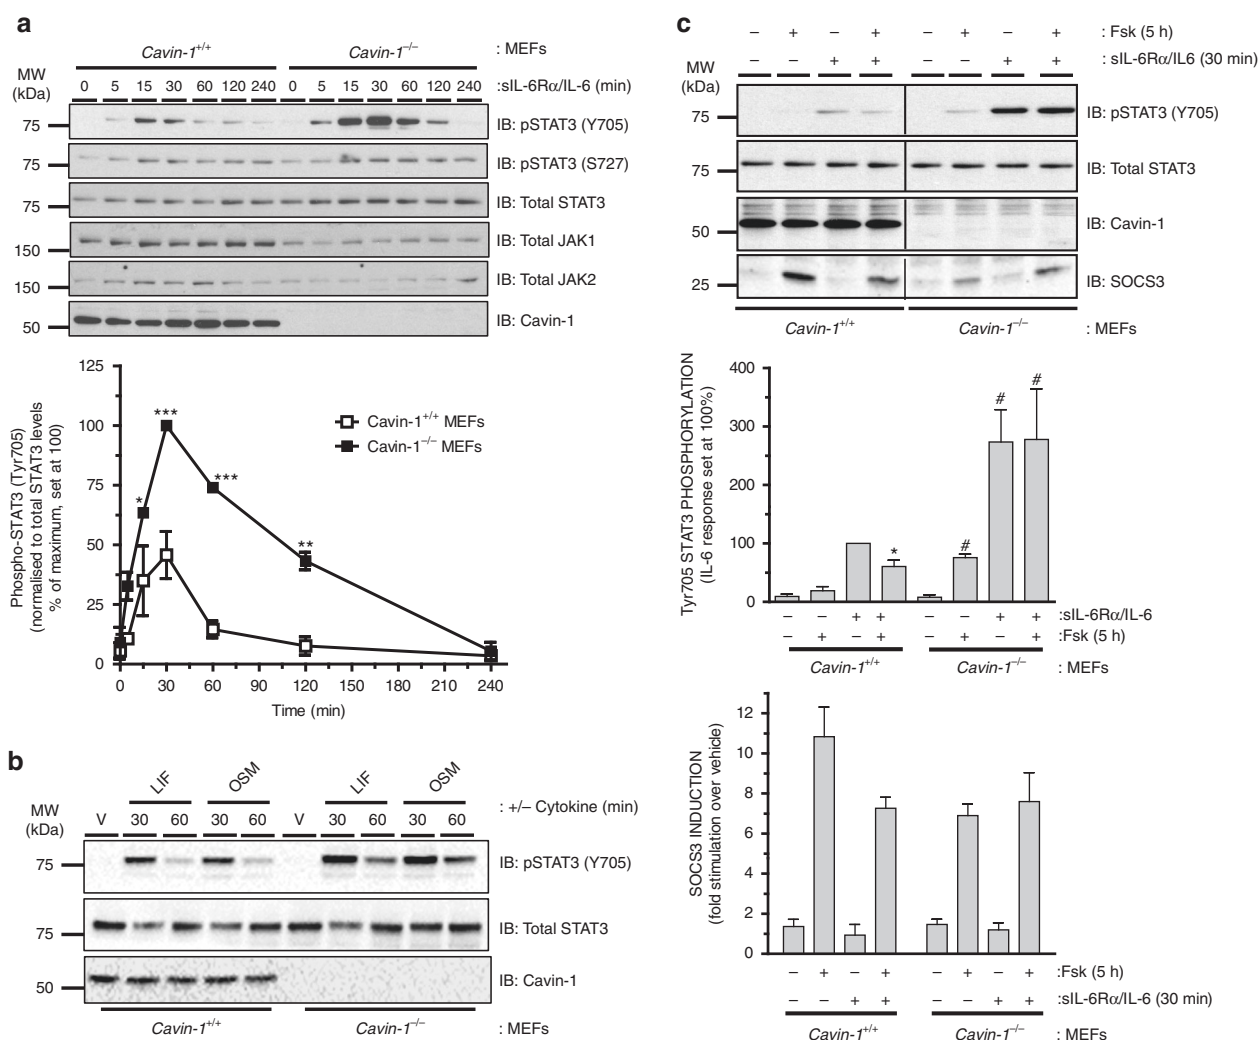 a
Cavin-1+/+ Cavin-1−/− : MEFs
MW
(kDa)
0 5 15 30 60 120 240 0 5 15 30 60 120 240 :sIL-6Rα/IL-6 (min)
75 IB: pSTAT3 (Y705)
75 IB: pSTAT3 (S727)
75 IB: Total STAT3
150 IB: Total JAK1
150 IB: Total JAK2
50 IB: Cavin-1
Phospho-STAT3 (Tyr705)
(normalised to total STAT3 levels
% of maximum, set at 100)
125
100
75
50
25
0
***
***
*
**
Cavin-1+/+ MEFs
Cavin-1−/− MEFs
0 30 60 90 120 150 180 210 240
Time (min)
b
LIF OSM LIF OSM
MW
(kDa)
: +/− Cytokine (min)
V 30 60 30 60 V 30 60 30 60
75 IB: pSTAT3 (Y705)
75 IB: Total STAT3
50 IB: Cavin-1
Cavin-1+/+ Cavin-1−/− : MEFs
c
− + − + − + − + : Fsk (5 h)
− − + + − − + + : sIL-6Rα/IL6 (30 min)
MW
(kDa)
75 IB: pSTAT3 (Y705)
75 IB: Total STAT3
50 IB: Cavin-1
25 IB: SOCS3
Cavin-1+/+ Cavin-1−/− : MEFs
Tyr705 STAT3 PHOSPHORYLATION
(IL-6 response set at 100%)
400
300
200
100
0
*
#
#
#
− − + + − − + + :sIL-6Rα/IL-6
− + − + − + − + :Fsk (5 h)
Cavin-1+/+ Cavin-1−/− : MEFs
SOCS3 INDUCTION
(fold stimulation over vehicle)
12
10
8
6
4
2
0
− + − + − + − + :Fsk (5 h)
− − + + − − + + :sIL-6Rα/IL-6 (30 min)
Cavin-1+/+ Cavin-1−/− : MEFs